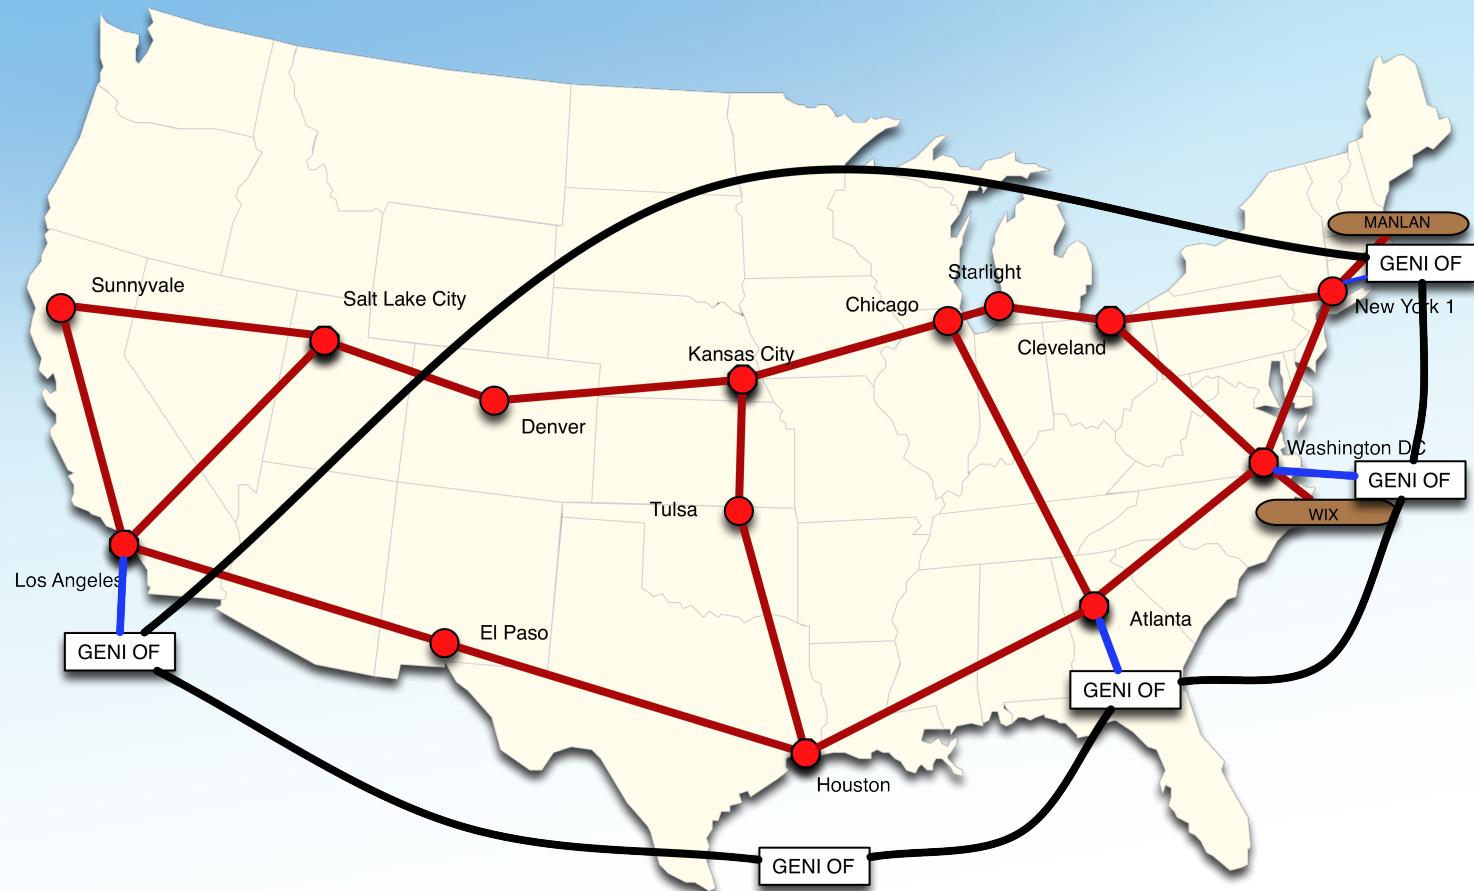 MANLAN
GENI OF
Starlight
Sunnyvale
Salt Lake City
Chicago
New York 1
Cleveland
Kansas City
Denver
Washington DC
GENI OF
Tulsa
WIX
Los Angeles
Atlanta
El Paso
GENI OF
GENI OF
Houston
GENI OF